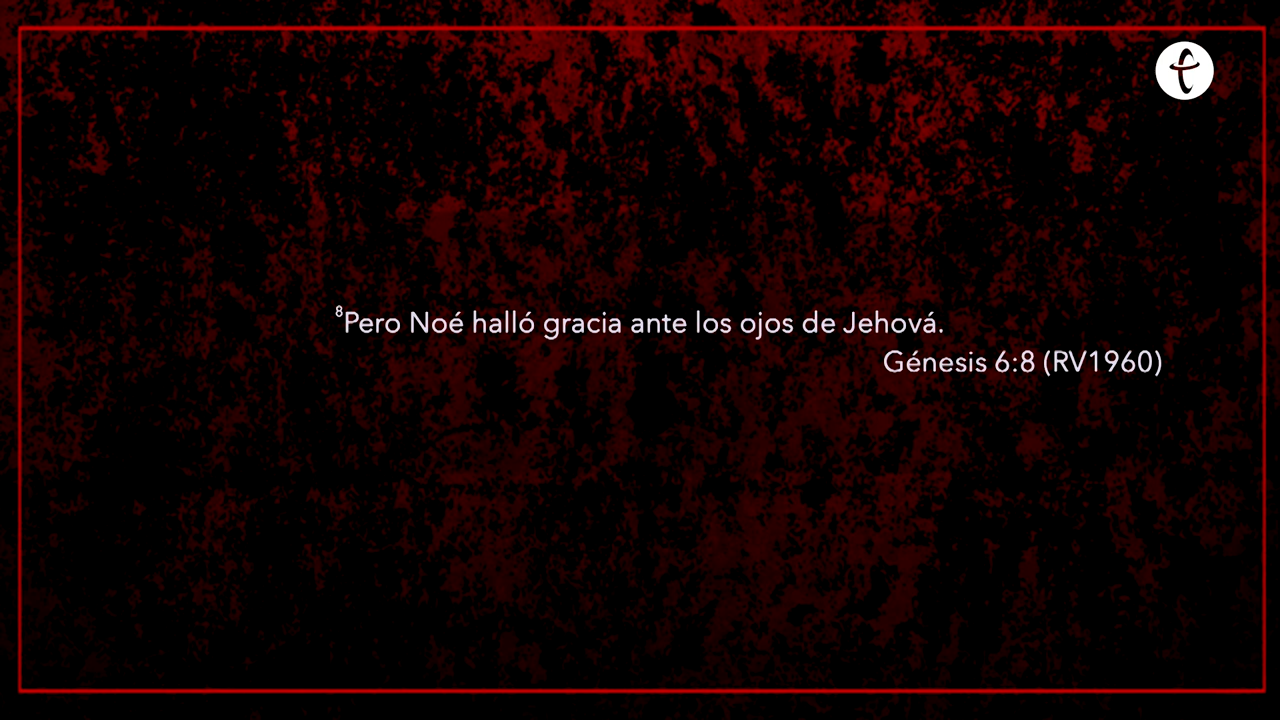 ⁸Pero Noé halló gracia ante los ojos de Jehová.
Génesis 6:8 (RV1960)